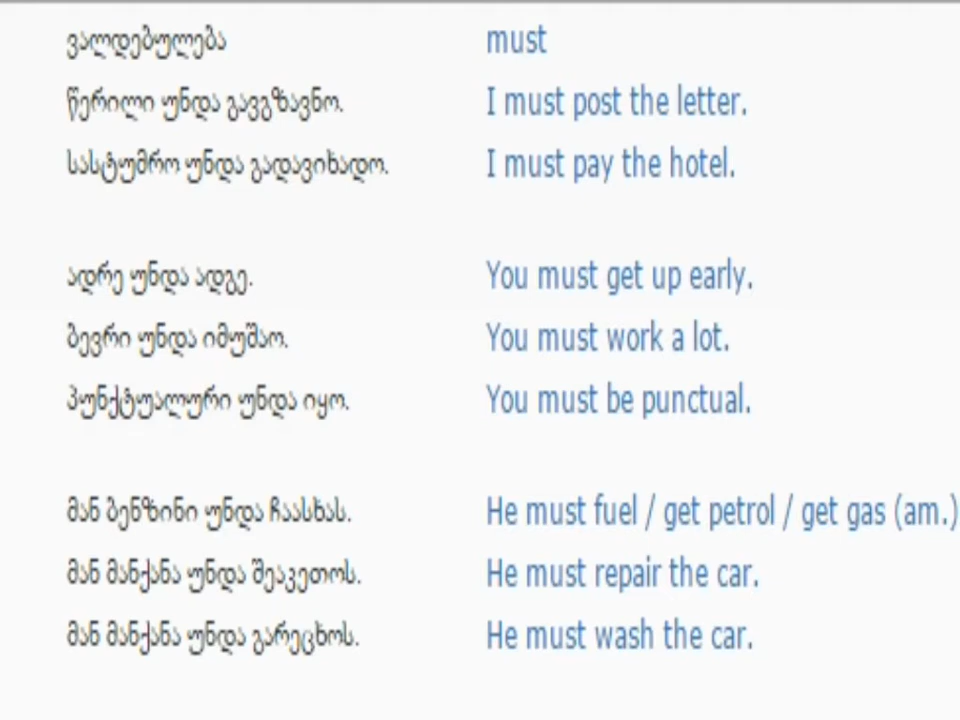 ვალდებულება must
წერილი უნდა გავგზავნო. I must post the letter.
სასტუმრო უნდა გადავიხადო. I must pay the hotel.
ადრე უნდა ადგე. You must get up early.
ბევრი უნდა იმუშაო. You must work a lot.
პუნქტუალური უნდა იყო. You must be punctual.
მან ბენზინი უნდა ჩაასხას. He must fuel / get petrol / get gas (am.)
მან მანქანა უნდა შეაკეთოს. He must repair the car.
მან მანქანა უნდა გარეცხოს. He must wash the car.